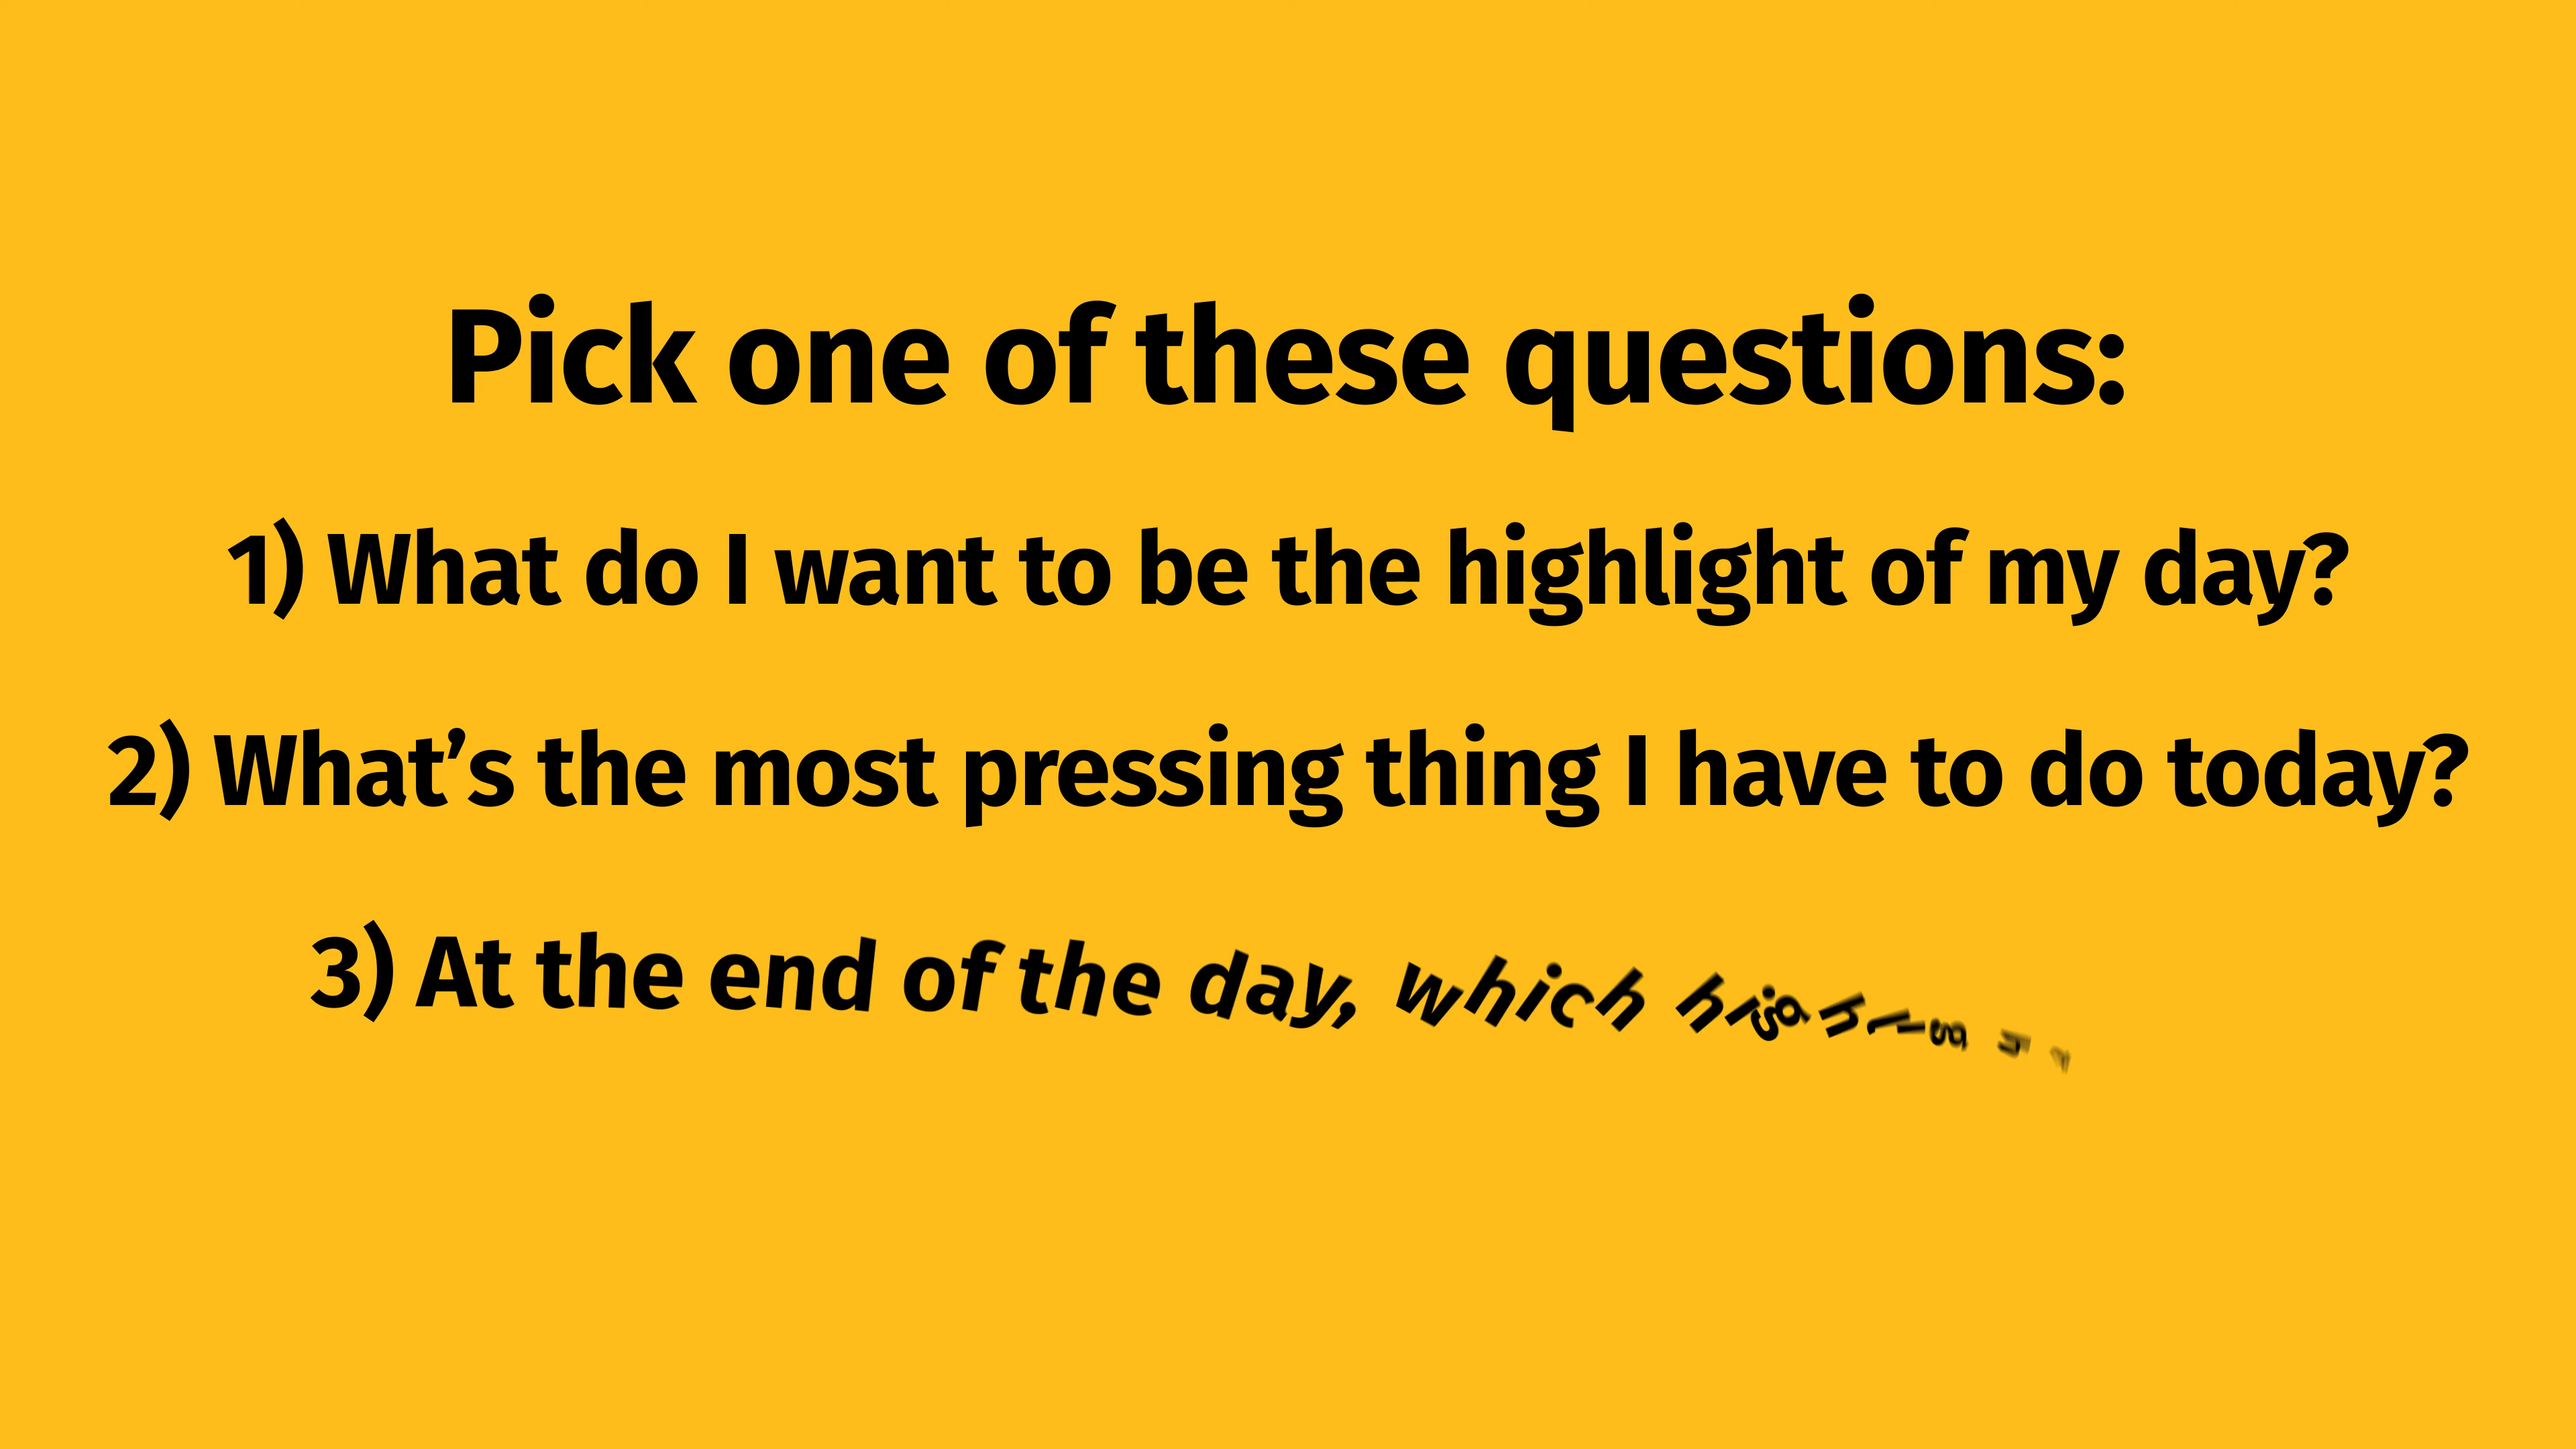 Pick one of these questions:
1) What do I want to be the highlight of my day?
2) What’s the most pressing thing I have to do today?
3) At the end of the day, which highlight